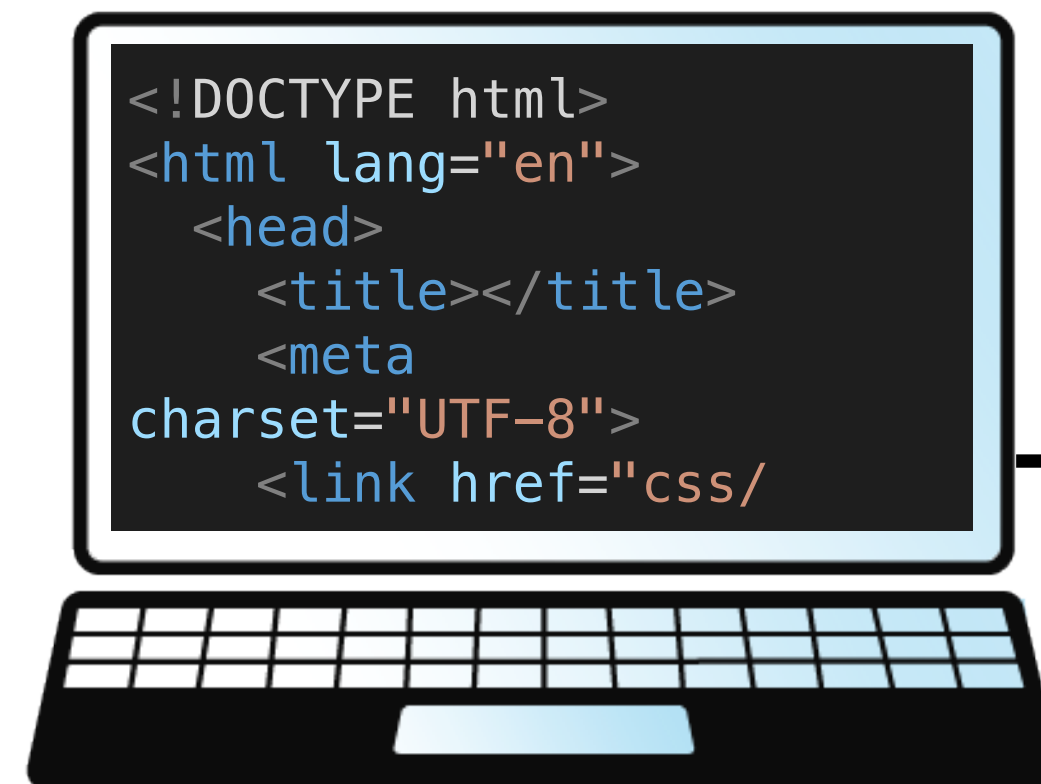 <!DOCTYPE html>
<html lang="en">
  <head>
    <title></title>
    <meta
charset="UTF-8">
    <link href="css/